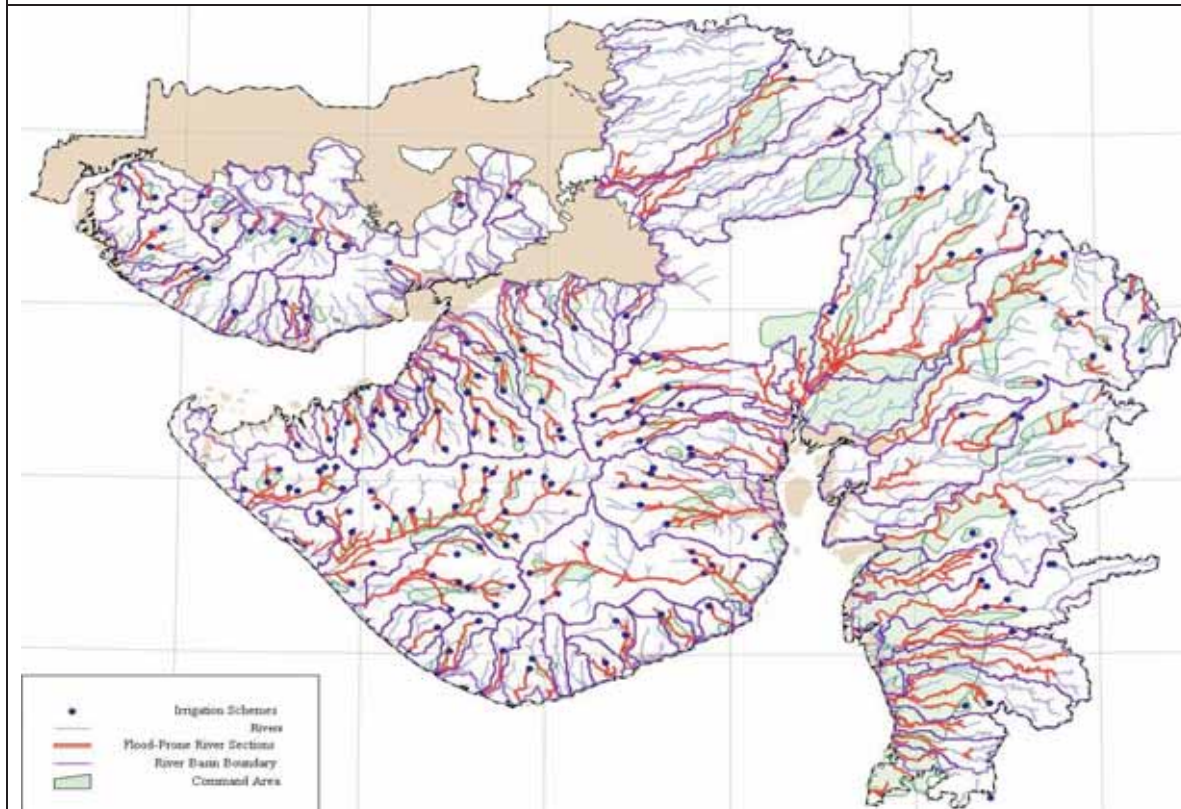 Irrigation Schemes
Rivers
Flood-Prone River Sections
River Basin Boundary
Command Area